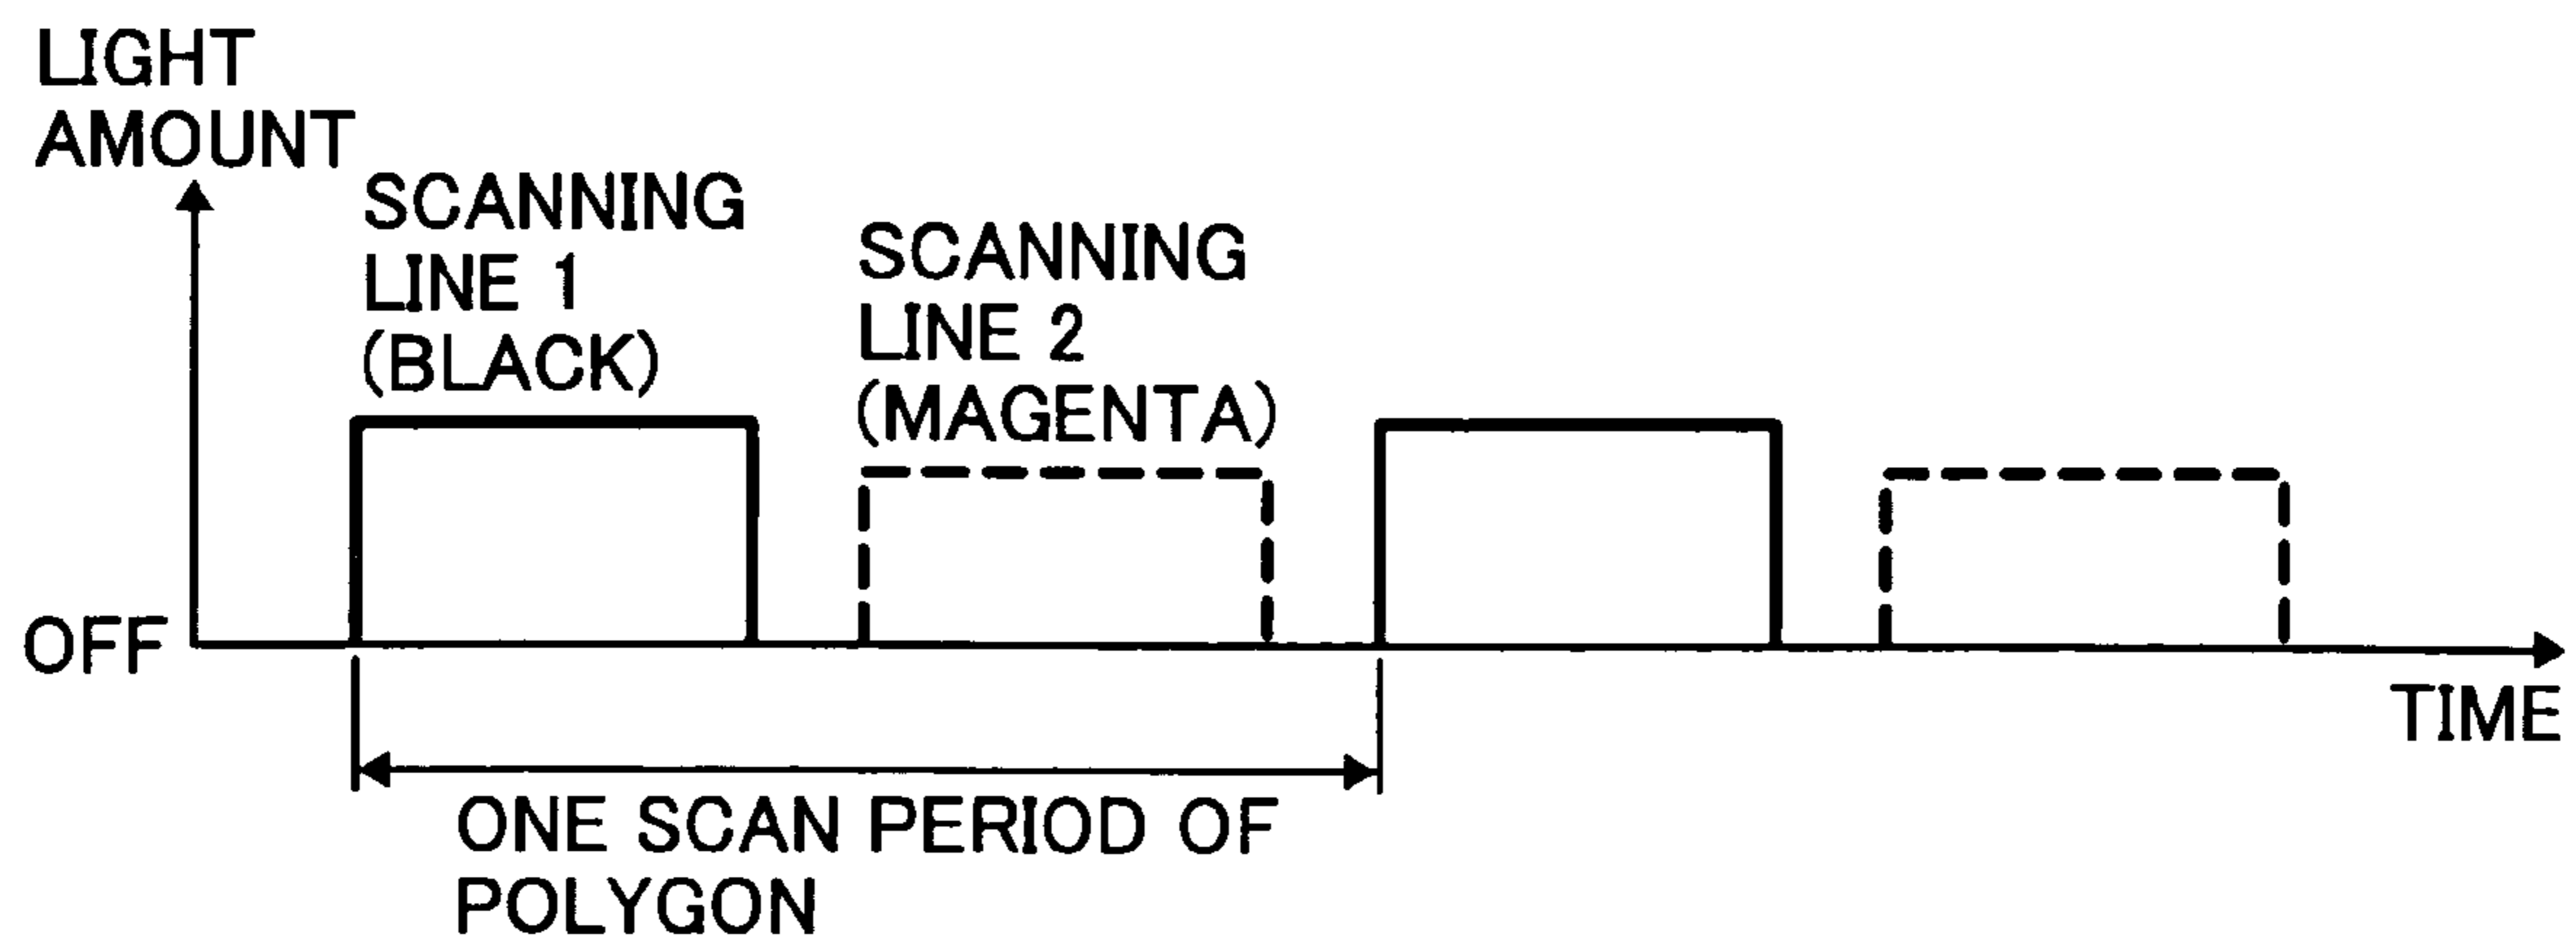 LIGHT
AMOUNT
SCANNING
LINE 1
(BLACK)
SCANNING
LINE 2
(MAGENTA)
OFF
TIME
ONE SCAN PERIOD OF
POLYGON